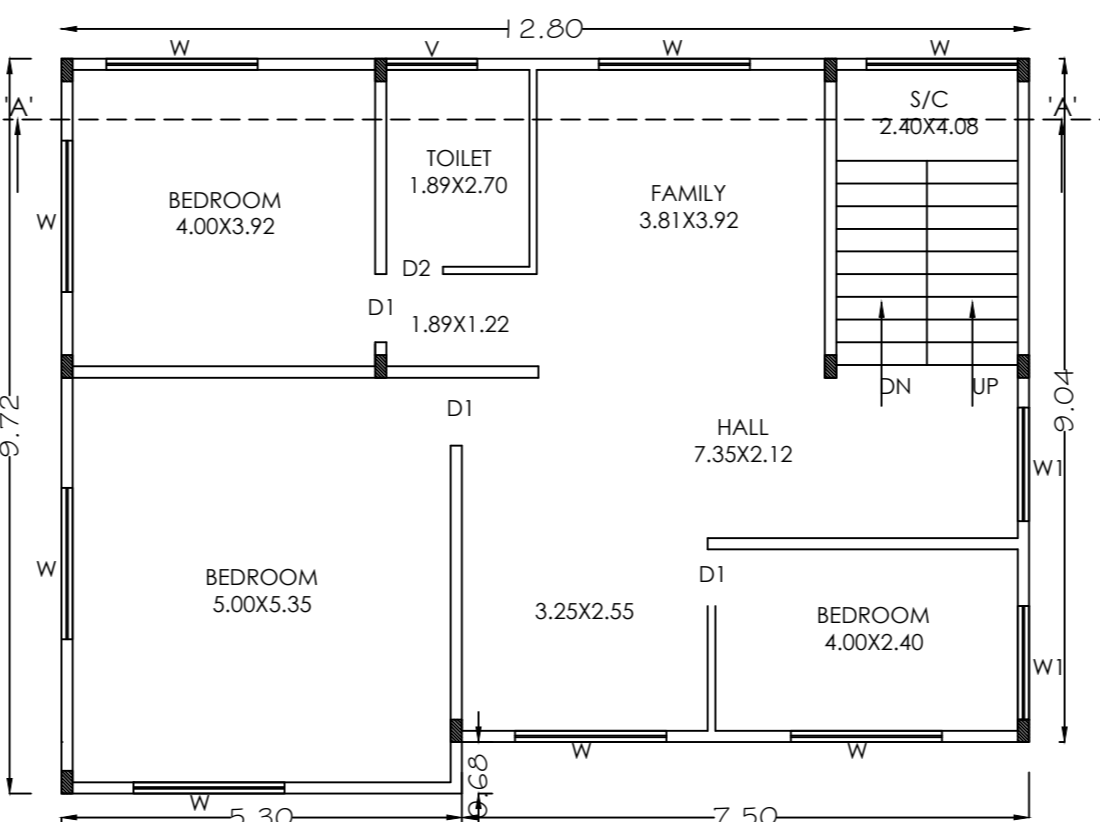 12.80
W
V
W
W
'A'
'A'
S/C
2.40X4.08
TOILET
1.89X2.70
BEDROOM
4.00X3.92
FAMILY
3.81X3.92
W
D2
D1
1.89X1.22
DN
UP
9.72
9.04
D1
HALL
7.35X2.12
W1
W
BEDROOM
5.00X5.35
D1
3.25X2.55
BEDROOM
4.00X2.40
W1
W
W
0.68
W
5.30
7.50